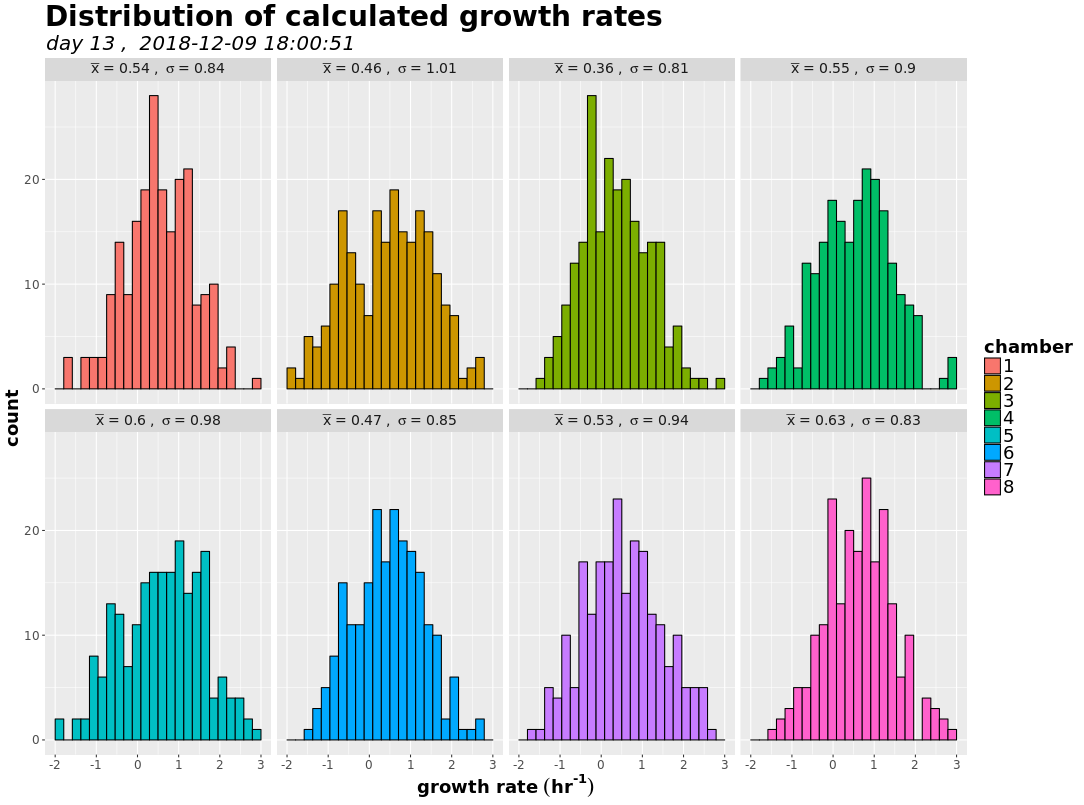 Distribution of calculated growth rates
day 13 ,  2018-12-09 18:00:51
x̅ = 0.54 ,  σ = 0.84
x̅ = 0.46 ,  σ = 1.01
x̅ = 0.36 ,  σ = 0.81
x̅ = 0.55 ,  σ = 0.9
20
10
0
count
x̅ = 0.6 ,  σ = 0.98
x̅ = 0.47 ,  σ = 0.85
x̅ = 0.53 ,  σ = 0.94
x̅ = 0.63 ,  σ = 0.83
20
10
0
-2 -1 0 1 2 3
-2 -1 0 1 2 3
-2 -1 0 1 2 3
-2 -1 0 1 2 3
growth rate (hr⁻¹)
chamber
1
2
3
4
5
6
7
8